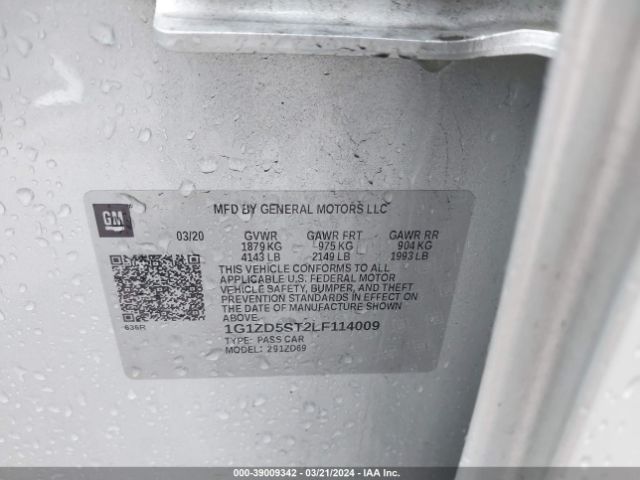 GM
MFD BY GENERAL MOTORS LLC
03/20 GVWR GAWR FRT GAWR RR
1879 KG 975 KG 904 KG
4143 LB 2149 LB 1993 LB
THIS VEHICLE CONFORMS TO ALL
APPLICABLE U.S. FEDERAL MOTOR
VEHICLE SAFETY, BUMPER, AND THEFT
PREVENTION STANDARDS IN EFFECT ON
THE DATE OF MANUFACTURE SHOWN
ABOVE.
636R
1G1ZD5ST2LF114009
TYPE: PASS CAR
MODEL: 291ZD69
000-39009342 / 03/21/2024 - IAA Inc.